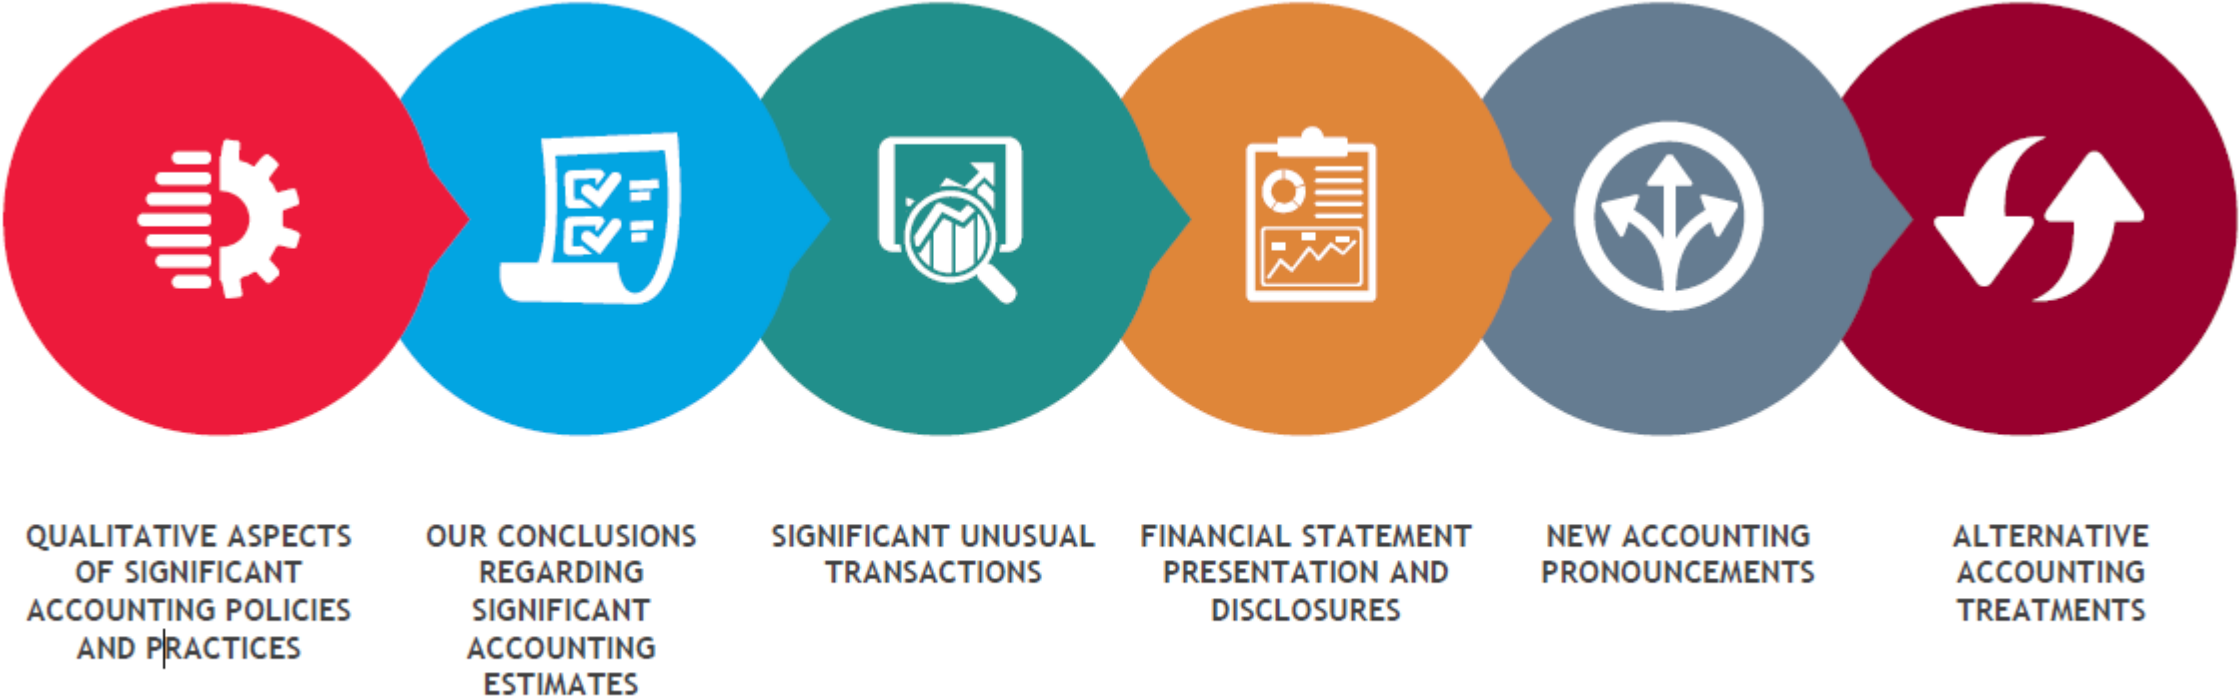 QUALITATIVE ASPECTS
OF SIGNIFICANT
ACCOUNTING POLICIES
AND PRACTICES
OUR CONCLUSIONS
REGARDING
SIGNIFICANT
ACCOUNTING
ESTIMATES
SIGNIFICANT UNUSUAL
TRANSACTIONS
FINANCIAL STATEMENT
PRESENTATION AND
DISCLOSURES
NEW ACCOUNTING
PRONOUNCEMENTS
ALTERNATIVE
ACCOUNTING
TREATMENTS